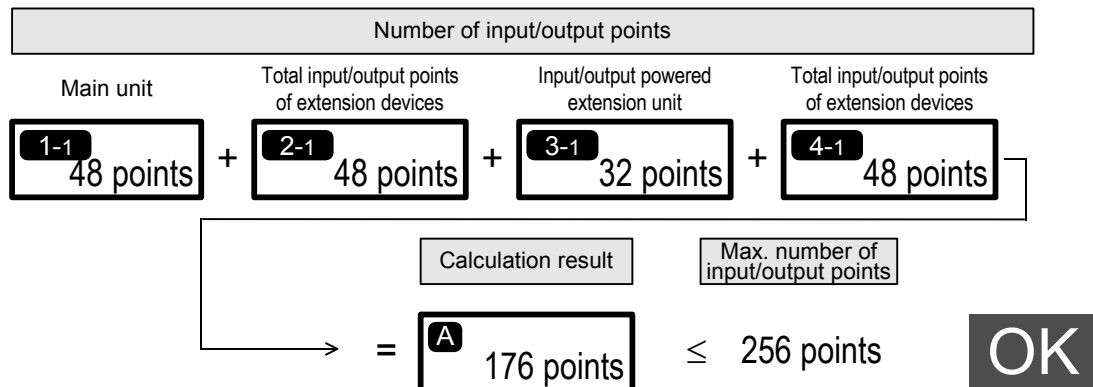 Number of input/output points
Main unit
Total input/output points
of extension devices
Input/output powered
extension unit
Total input/output points
of extension devices
1-1
48 points
+
2-1
48 points
+
3-1
32 points
+
4-1
48 points
Calculation result
Max. number of
input/output points
=
A
176 points
≤ 256 points
OK